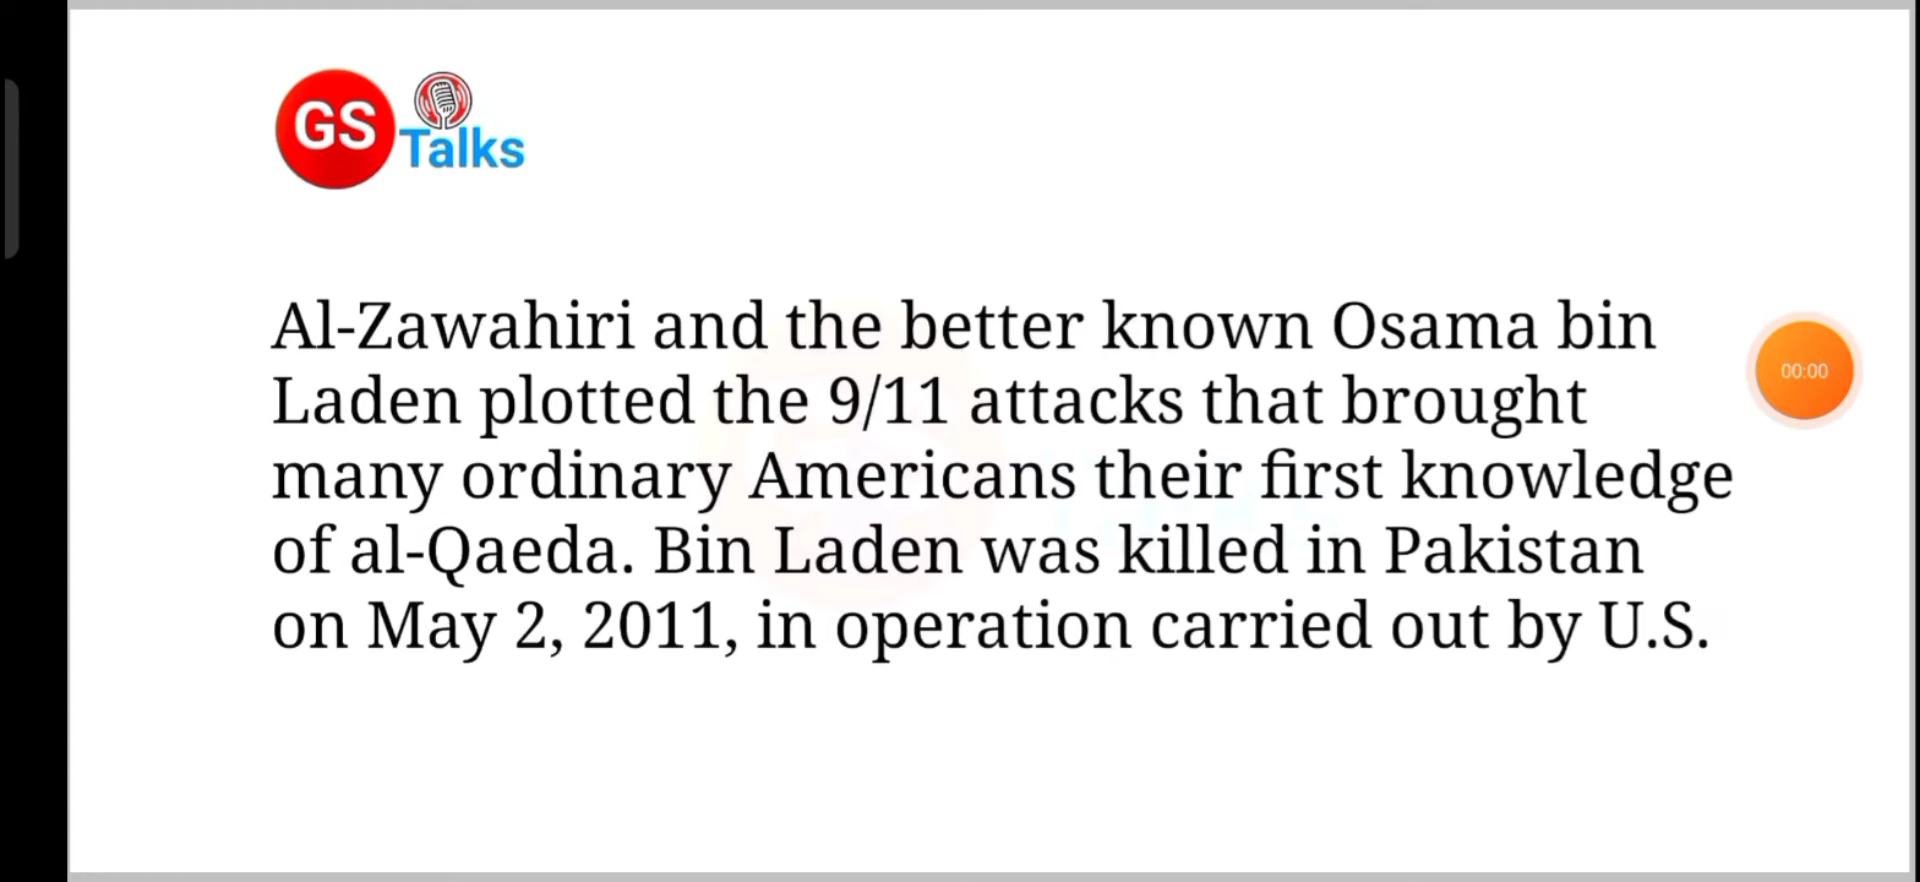 GS
Talks
Al-Zawahiri and the better known Osama bin
Laden plotted the 9/11 attacks that brought
many ordinary Americans their first knowledge
of al-Qaeda. Bin Laden was killed in Pakistan
on May 2, 2011, in operation carried out by U.S.
00:00